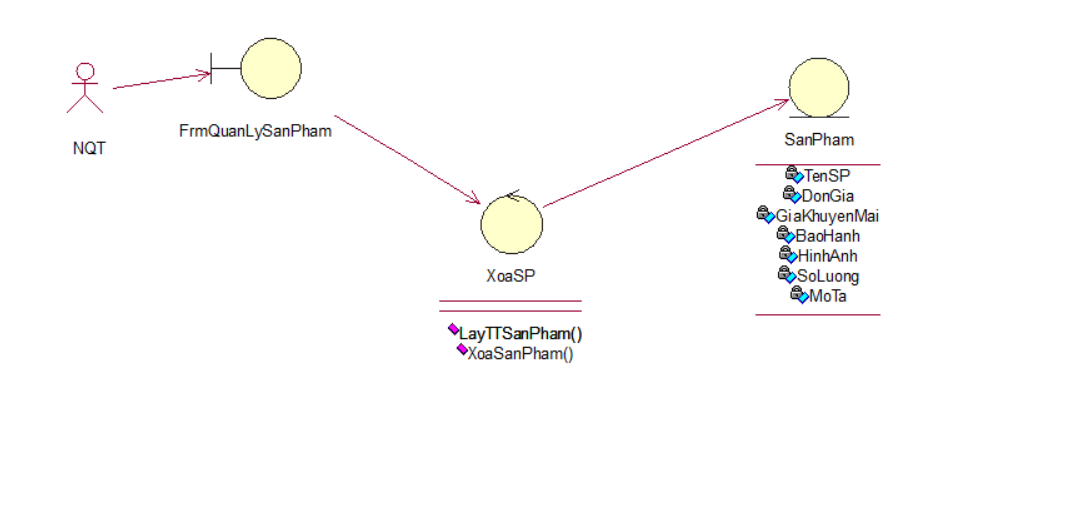 NQT
FrmQuanLySanPham
XoaSP
LayTTSanPham()
XoaSanPham()
SanPham
TenSP
DonGia
GiaKhuyenMai
BaoHanh
HinhAnh
SoLuong
MoTa